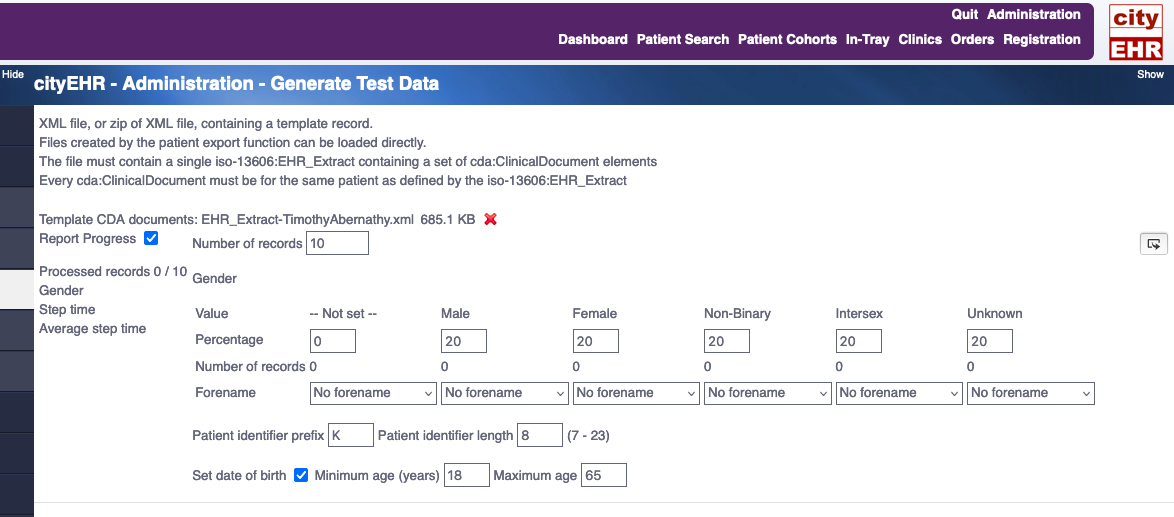 Quit Administration
Dashboard Patient Search Patient Cohorts In-Tray Clinics Orders Registration
city
EHR
Hide
cityEHR - Administration - Generate Test Data
Show
XML file, or zip of XML file, containing a template record.
Files created by the patient export function can be loaded directly.
The file must contain a single iso-13606:EHR_Extract containing a set of cda:ClinicalDocument elements
Every cda:ClinicalDocument must be for the same patient as defined by the iso-13606:EHR_Extract
Template CDA documents: EHR_Extract-TimothyAbernathy.xml 685.1 KB
Report Progress
Number of records 10
Processed records 0 / 10
Gender
Step time
Average step time
Gender
Value -- Not set -- Male Female Non-Binary Intersex Unknown
Percentage 0 20 20 20 20 20
Number of records 0 0 0 0 0 0
Forename No forename No forename No forename No forename No forename No forename
Patient identifier prefix K Patient identifier length 8 (7 - 23)
Set date of birth Minimum age (years) 18 Maximum age 65